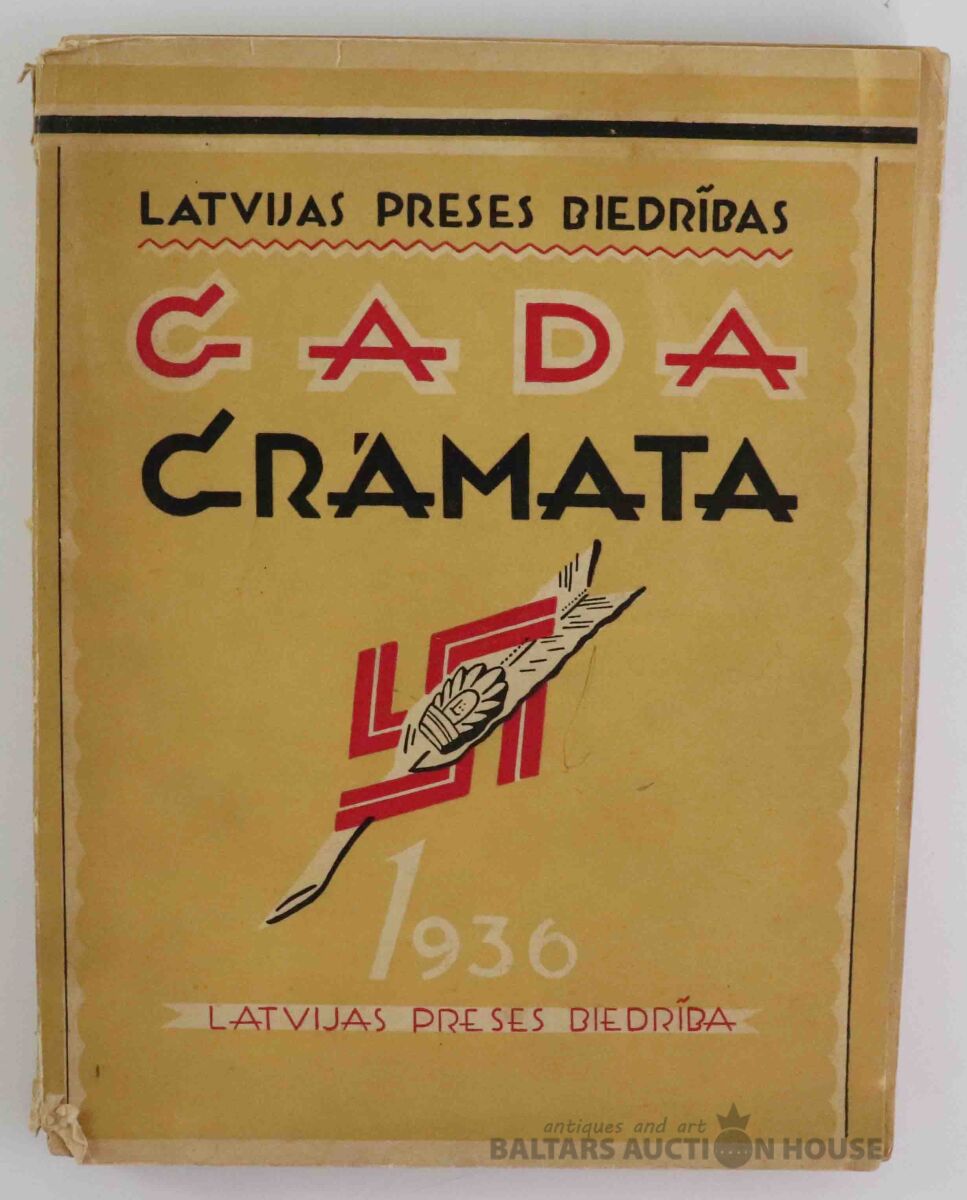 LATVIJAS PRESES BIEDRĪBAS
GADA
GRĀMATA
1936
LATVIJAS PRESES BIEDRĪBA
antiques and art
BALTARS AUCTION HOUSE